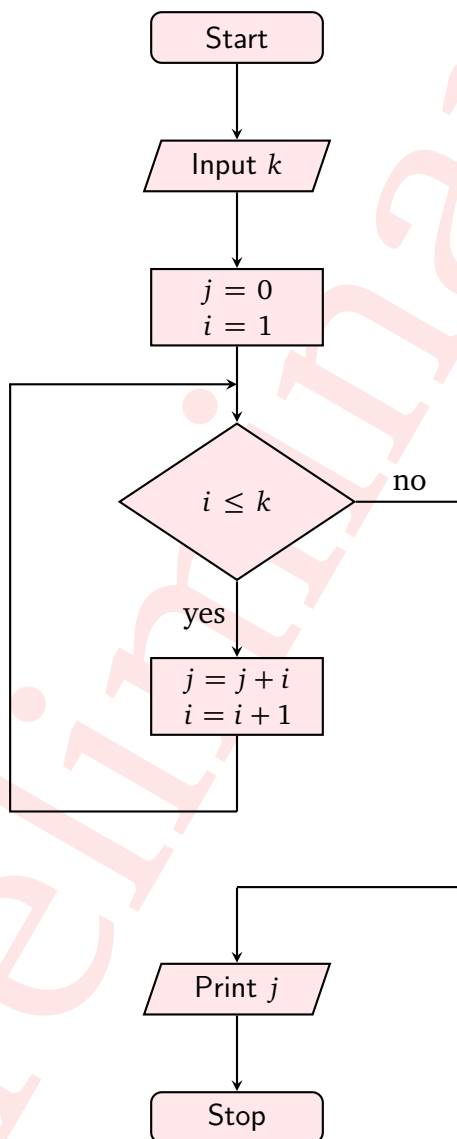 Start
Input k
j = 0
i = 1
i ≤ k
no
yes
j = j + i
i = i + 1
Print j
Stop